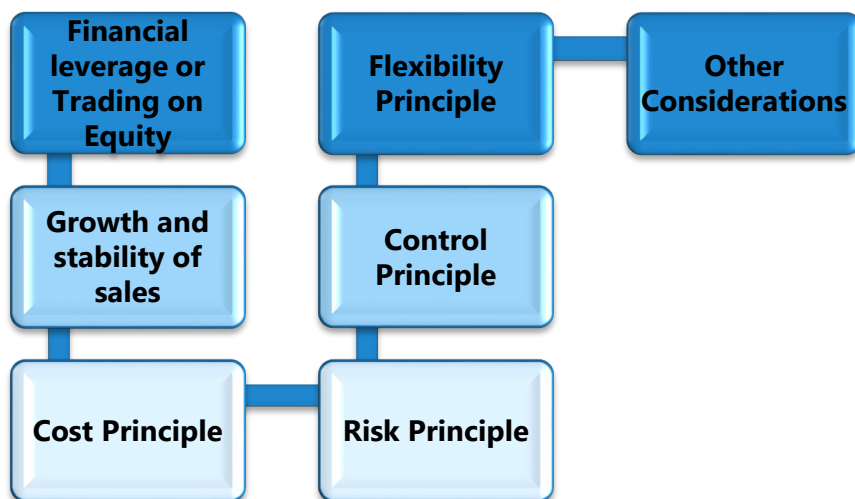 Financial
leverage or
Trading on
Equity
Growth and
stability of
sales
Cost Principle
Risk Principle
Control
Principle
Flexibility
Principle
Other
Considerations